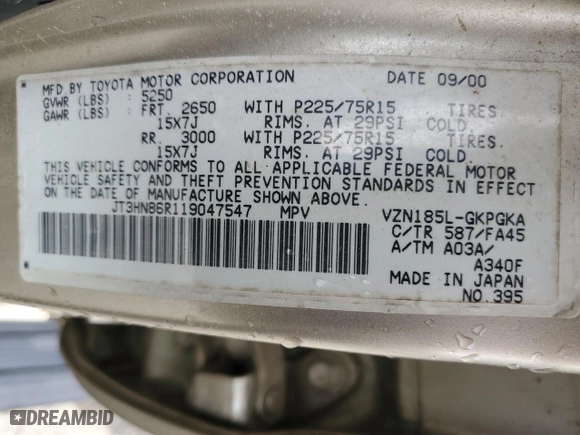 MFD BY TOYOTA MOTOR CORPORATION DATE 09/00
GVWR (LBS) : 5250
GAWR (LBS) : FRT. 2650 WITH P225/75R15 TIRES.
15X7J RIMS. AT 29PSI COLD.
RR. 3000 WITH P225/75R15 TIRES.
15X7J RIMS. AT 29PSI COLD.
THIS VEHICLE CONFORMS TO ALL APPLICABLE FEDERAL MOTOR
VEHICLE SAFETY AND THEFT PREVENTION STANDARDS IN EFFECT
ON THE DATE OF MANUFACTURE SHOWN ABOVE.
JT3HN86R119047547 MPV VZN185L-GKPGKA
C/TR 587/FA45
A/TM A03A/
A340F
MADE IN JAPAN
NO.395
DREAMBID